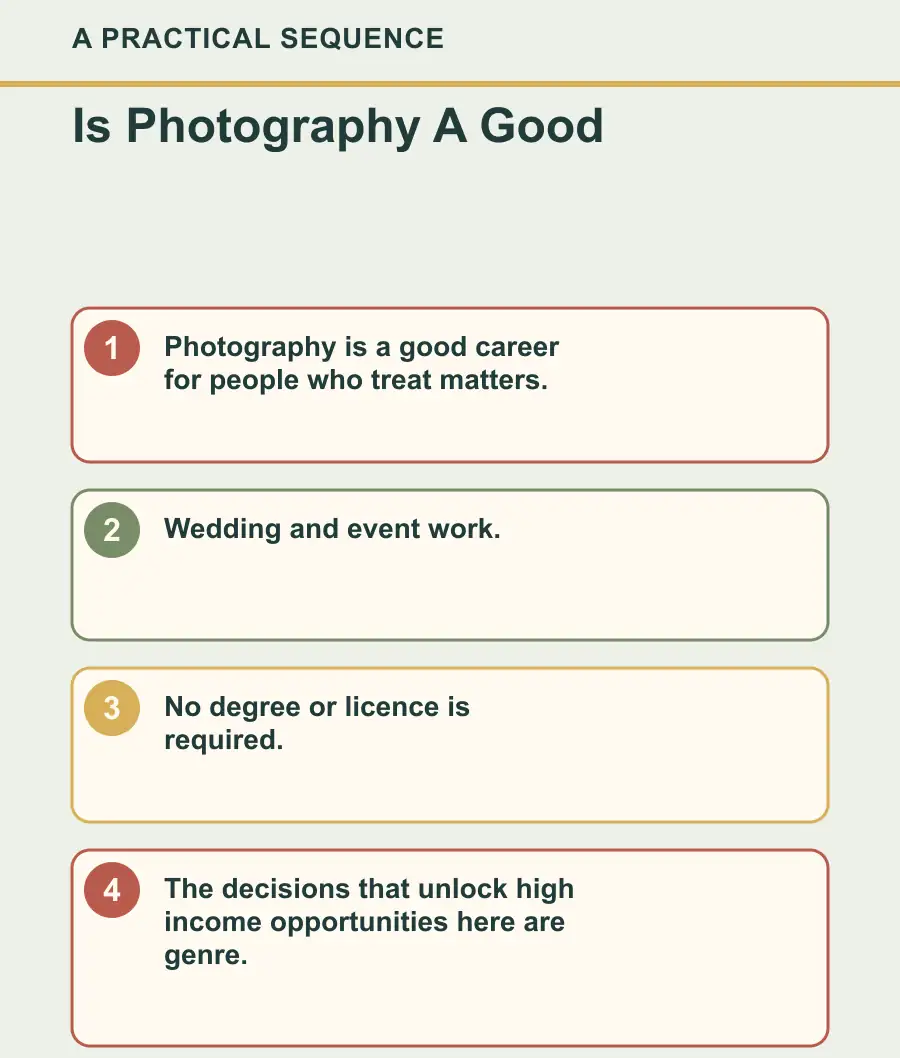 A PRACTICAL SEQUENCE
Is Photography A Good
1
Photography is a good career
for people who treat matters.
2
Wedding and event work.
3
No degree or licence is
required.
4
The decisions that unlock high
income opportunities here are
genre.